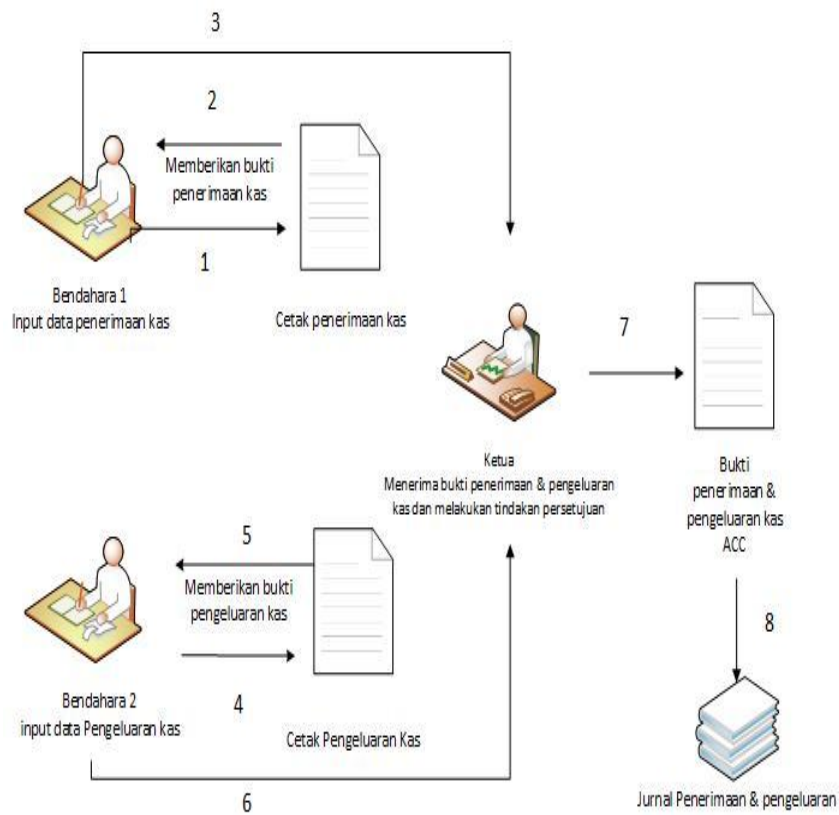 3
2
Memberikan bukti
penerimaan kas
1
Bendahara 1
Input data penerimaan kas
Cetak penerimaan kas
7
Ketua
Menerima bukti penerimaan & pengeluaran
kas dan melakukan tindakan persetujuan
Bukti
penerimaan &
pengeluaran kas
ACC
5
Memberikan bukti
pengeluaran kas
4
Bendahara 2
input data Pengeluaran kas
Cetak Pengeluaran Kas
6
8
Jurnal Penerimaan & pengeluaran